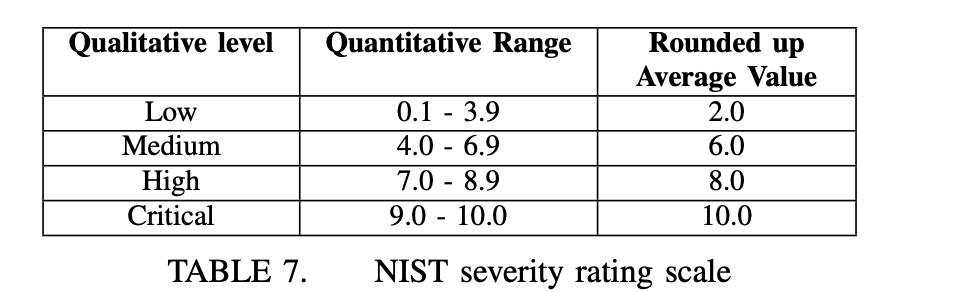 Qualitative level Quantitative Range Rounded up
Average Value
Low 0.1 - 3.9 2.0
Medium 4.0 - 6.9 6.0
High 7.0 - 8.9 8.0
Critical 9.0 - 10.0 10.0
TABLE 7. NIST severity rating scale